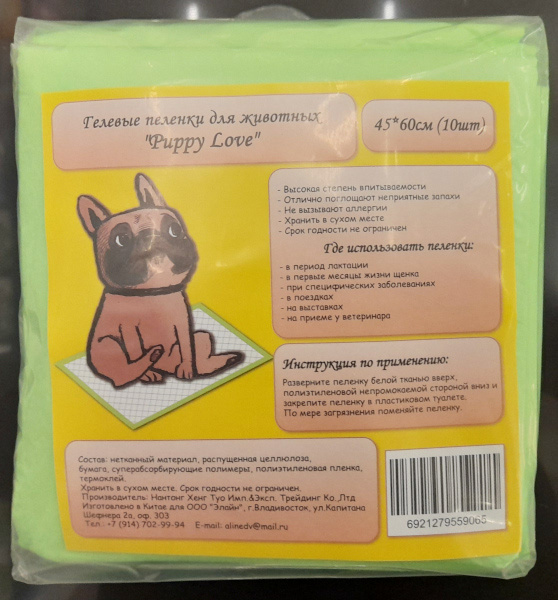 Гелевые пеленки для животных
"Puppy Love"
45*60см (10шт)
- Высокая степень впитываемости
- Отлично поглощают неприятные запахи
- Не вызывают аллергии
- Хранить в сухом месте
- Срок годности не ограничен
Где использовать пеленки:
- в период лактации
- в первые месяцы жизни щенка
- при специфических заболеваниях
- в поездках
- на выставках
- на приеме у ветеринара
Инструкция по применению:
Разверните пеленку белой тканью вверх,
полиэтиленовой непромокаемой стороной вниз и
закрепите пеленку в пластиковом туалете.
По мере загрязнения поменяйте пеленку.
Состав: нетканный материал, распущенная целлюлоза,
бумага, суперабсорбирующие полимеры, полиэтиленовая пленка,
термоклей.
Хранить в сухом месте. Срок годности не ограничен.
Производитель: Нантонг Хенг Туо Имп.&Эксп. Трейдинг Ко.,Лтд
Изготовлено в Китае для ООО "Элайн", г.Владивосток, ул.Капитана
Шефнера 2а, оф. 303
Тел.: +7 (914) 702-99-94 E-mail: alinedv@mail.ru
6921279559065